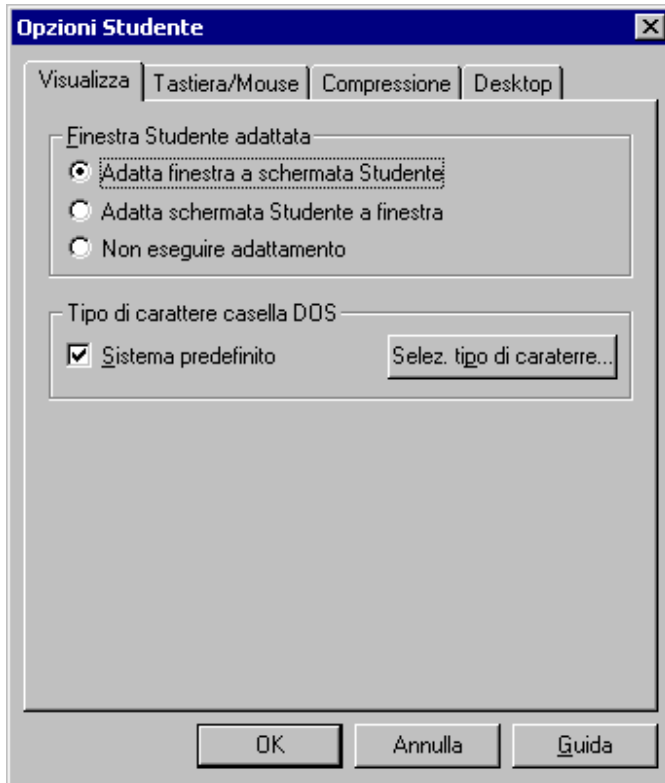 Opzioni Studente
Visualizza Tastiera/Mouse Compressione Desktop
Finestra Studente adattata
Adatta finestra a schermata Studente
Adatta schermata Studente a finestra
Non eseguire adattamento
Tipo di carattere casella DOS
Sistema predefinito Selez. tipo di caraterre...
OK Annulla Guida